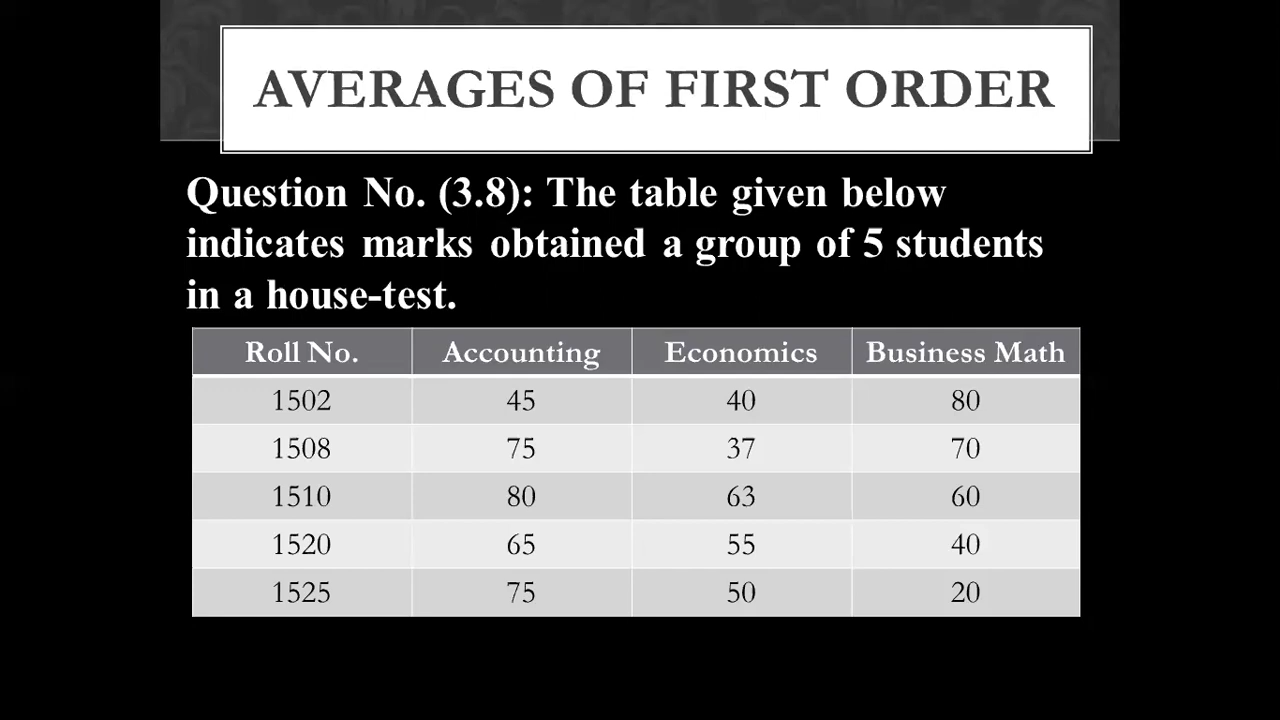 AVERAGES OF FIRST ORDER
Question No. (3.8): The table given below
indicates marks obtained a group of 5 students
in a house-test.
Roll No. Accounting Economics Business Math
1502 45 40 80
1508 75 37 70
1510 80 63 60
1520 65 55 40
1525 75 50 20